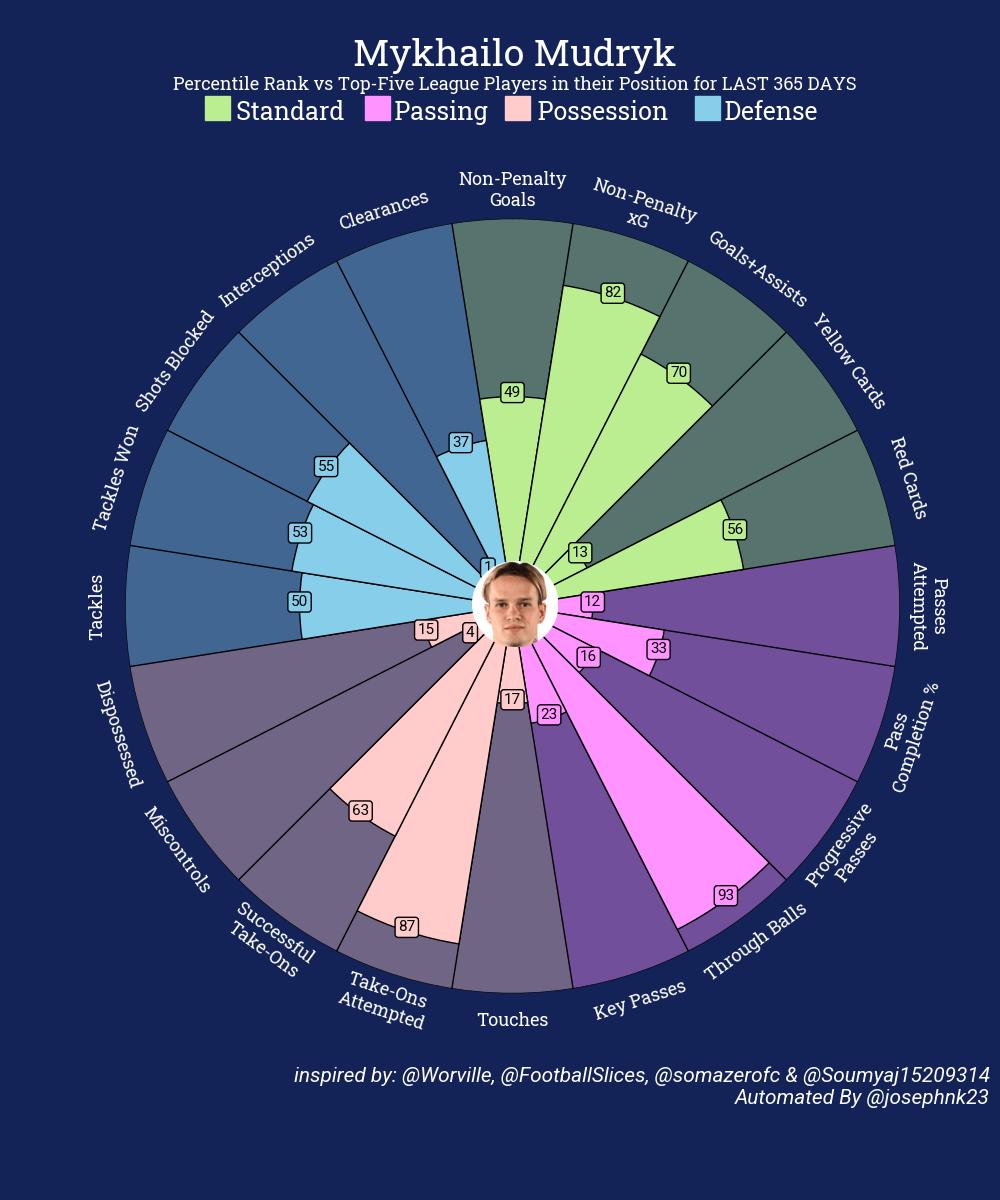 Mykhailo Mudryk
Percentile Rank vs Top-Five League Players in their Position for LAST 365 DAYS
Standard Passing Possession Defense
Non-Penalty
Goals
Non-Penalty
xG
Goals+Assists
Yellow Cards
Red Cards
Passes
Attempted
Pass
Completion %
Progressive
Passes
Through Balls
Key Passes
Touches
Take-Ons
Attempted
Successful
Take-Ons
Miscontrols
Dispossessed
Tackles
Tackles Won
Shots Blocked
Interceptions
Clearances
49
82
70
13
56
12
33
16
93
23
17
87
63
4
15
50
53
55
1
37
inspired by: @Worville, @FootballSlices, @somazerofc & @Soumyaj15209314
Automated By @josephnk23